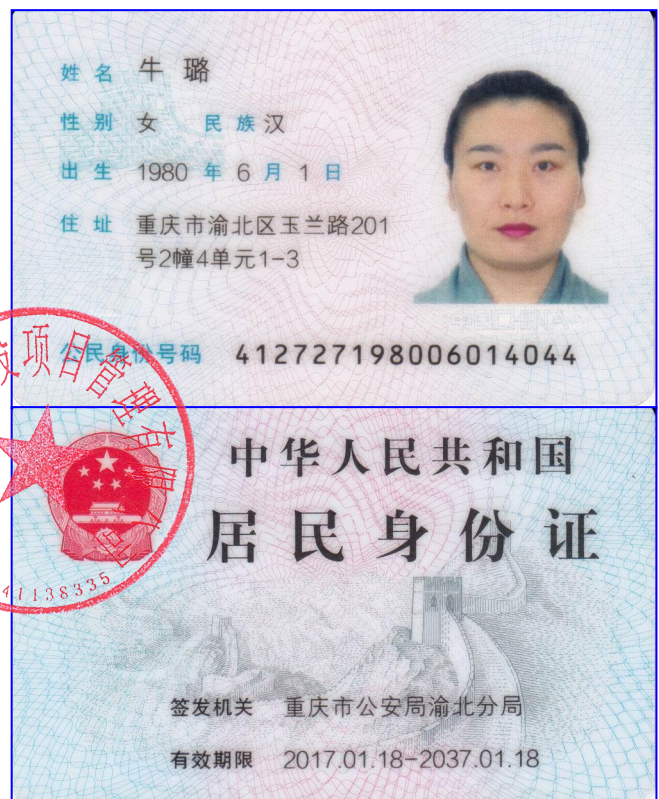 姓名 牛璐
性别 女 民族 汉
出生 1980 年 6 月 1 日
住址 重庆市渝北区玉兰路201
号2幢4单元1-3
公民身份号码 412727198006014044
项目管理有限公司
41138335
中华人民共和国
居民身份证
签发机关 重庆市公安局渝北分局
有效期限 2017.01.18-2037.01.18